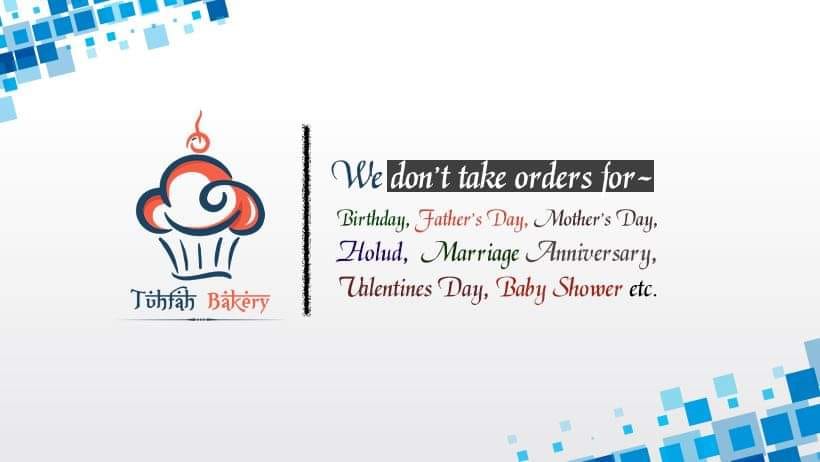 Tuhfah Bakery
We don't take orders for~
Birthday, Father's Day, Mother's Day,
Holud, Marriage Anniversary,
Valentines Day, Baby Shower etc.